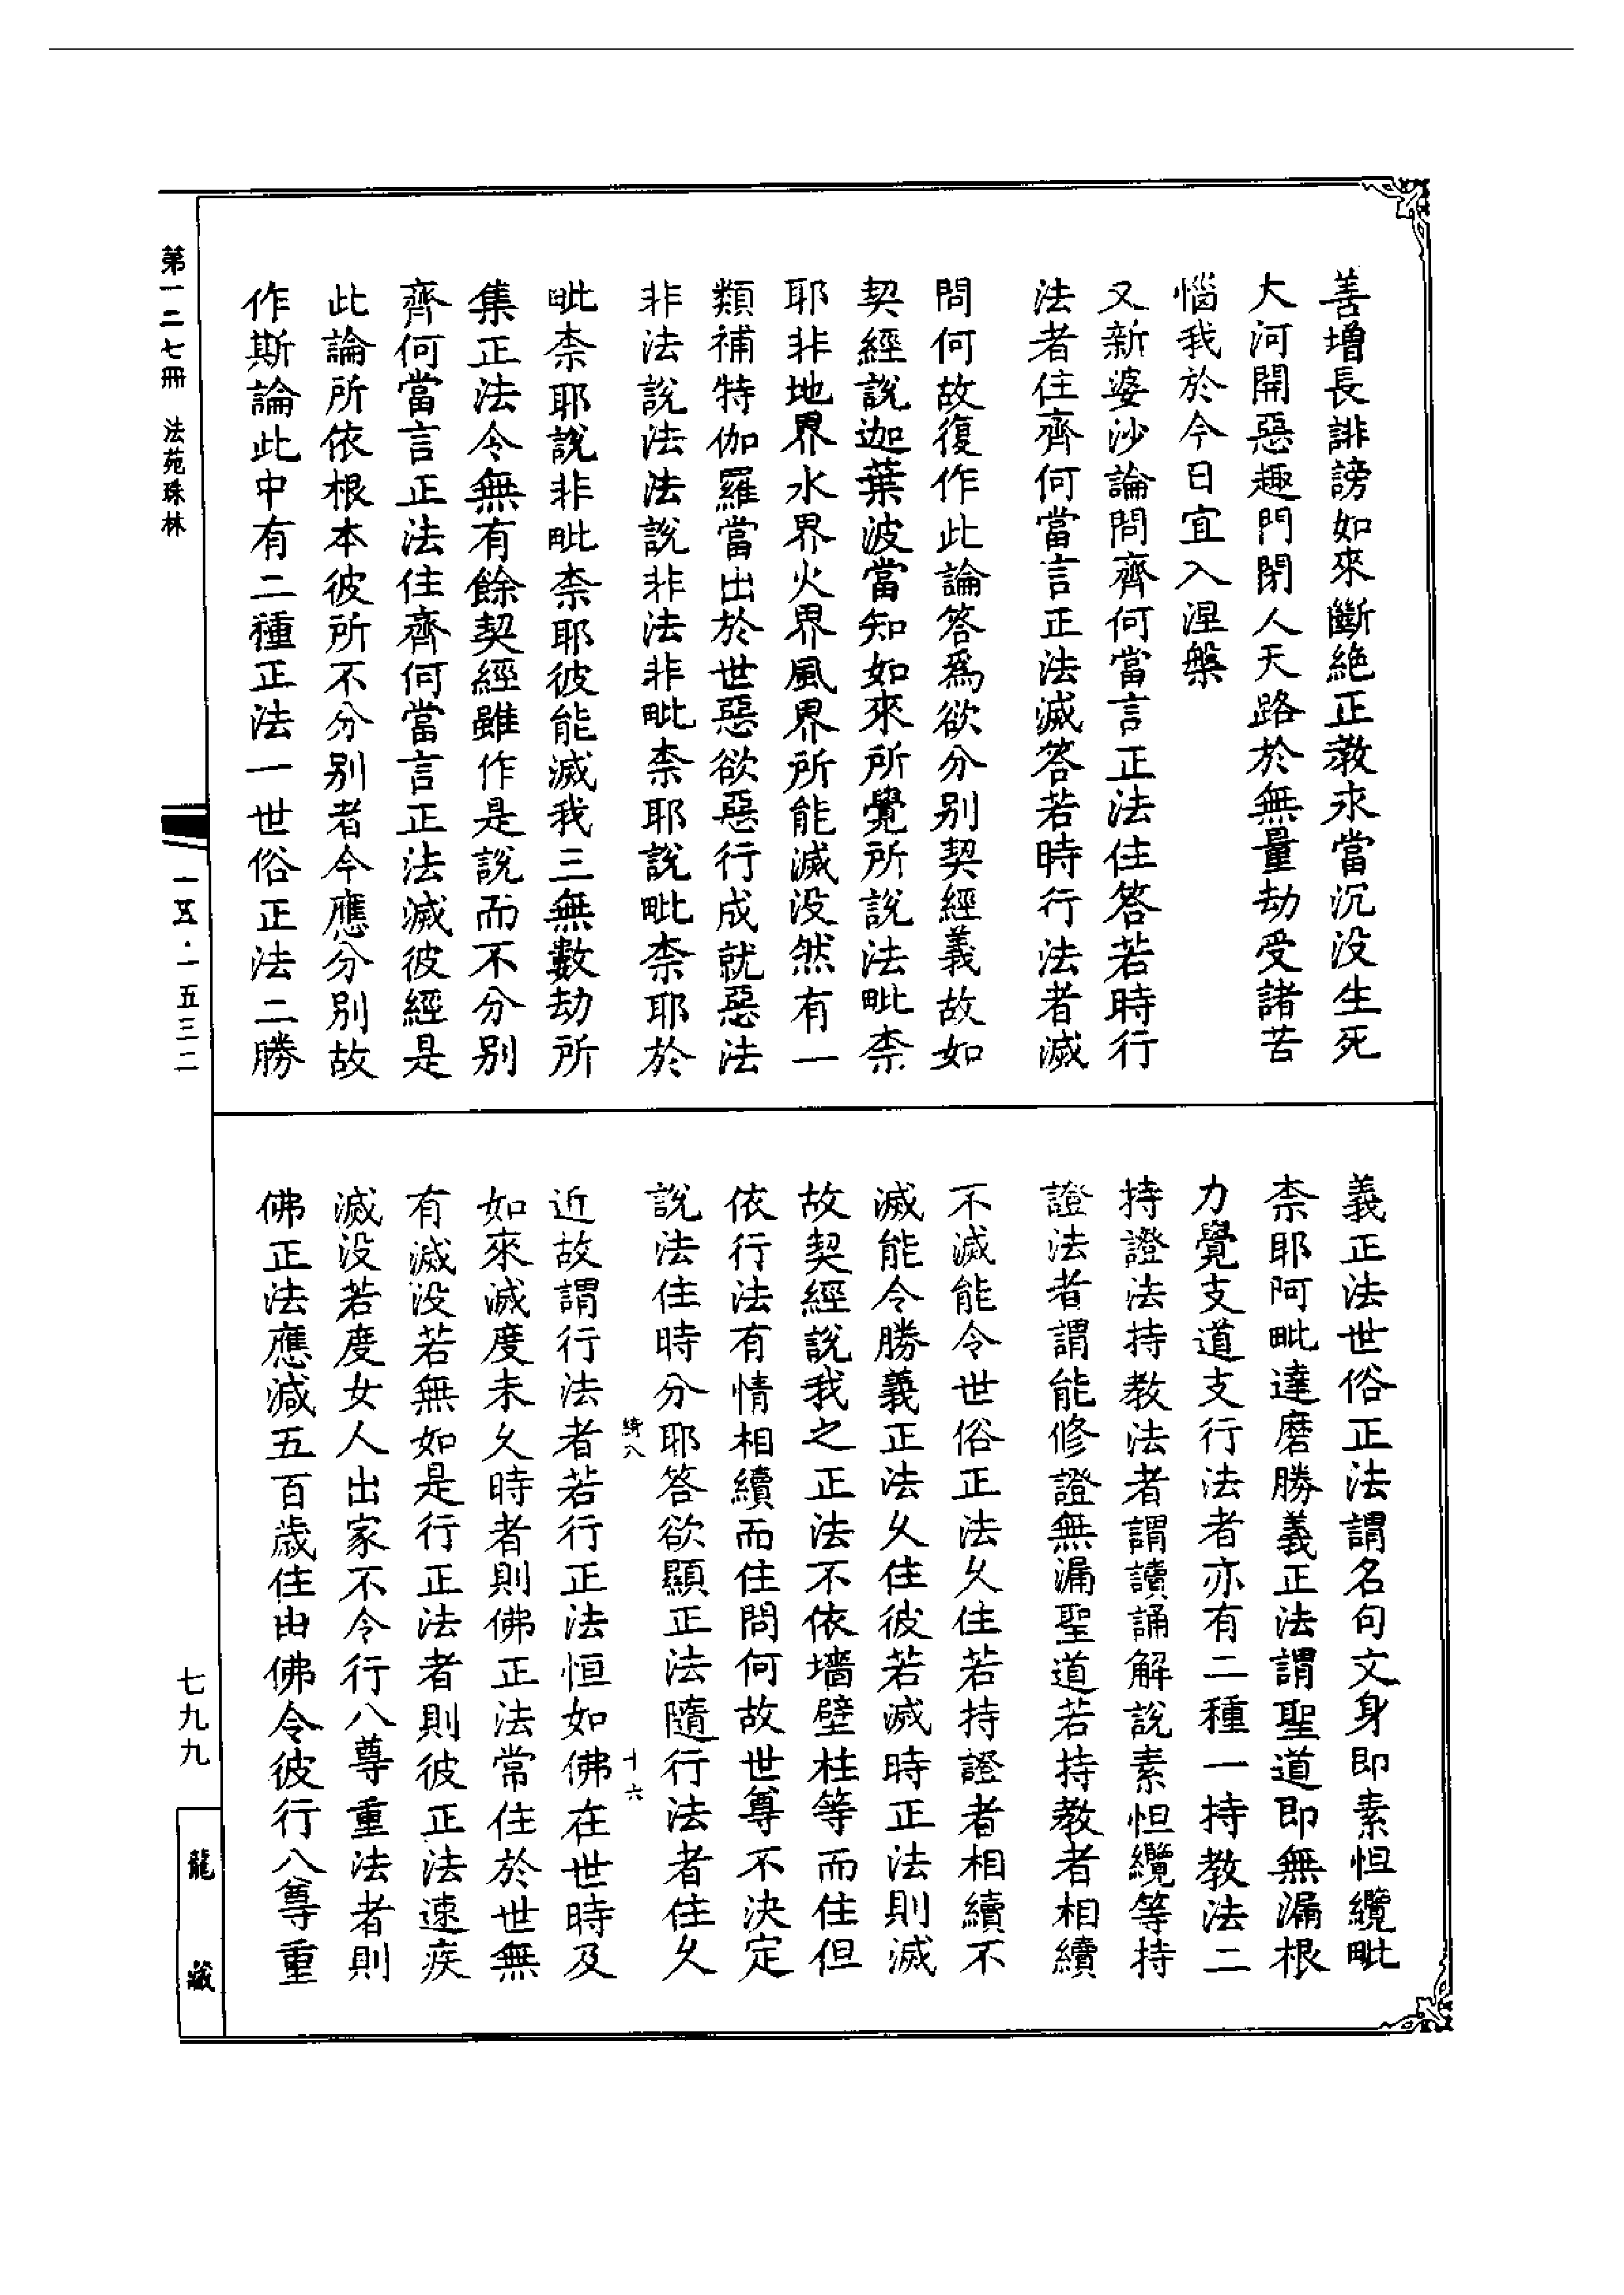 善增長誹謗如來斷絶正教永當沉没生死
大河開惡趣門閉人天路於無量劫受諸苦
惱我於今日宜入涅槃
又新婆沙論問齊何當言正法住答若時行
法者住齊何當言正法滅答若時行法者滅
問何故復作此論答爲欲分别契經義故如
契經説迦葉波當知如來所覺所説法毗柰
耶非地界水界火界風界所能滅没然有一
類補特伽羅當出於世惡欲惡行成就惡法
非法説法法説非法非毗柰耶説毗柰耶於
毗柰耶説非毗柰耶彼能滅我三無數劫所
集正法令無有餘契經雖作是説而不分别
齊何當言正法住齊何當言正法滅彼經是
此論所依根本彼所不分别者今應分别故
作斯論此中有二種正法一世俗正法二勝
義正法世俗正法謂名句文身即素怛纜毗
柰耶阿毗達磨勝義正法謂聖道即無漏根
力覺支道支行法者亦有二種一持教法二
持證法持教法者謂讀誦解説素怛纜等持
證法者謂能修證無漏聖道若持教者相續
不滅能令世俗正法久住若持證者相續不
滅能令勝義正法久住彼若滅時正法則滅
故契經説我之正法不依墻壁柱等而住但
依行法有情相續而住問何故世尊不決定
説法住時分耶答欲顯正法隨行法者住久
綺八
十六
近故謂行法者若行正法恒如佛在世時及
如來滅度未久時者則佛正法常住於世無
有滅没若無如是行正法者則彼正法速疾
滅没若度女人出家不令行八尊重法者則
佛正法應減五百歲住由佛令彼行八尊重
第一二七冊 法苑珠林
一五·一五三二
七九九
龍藏